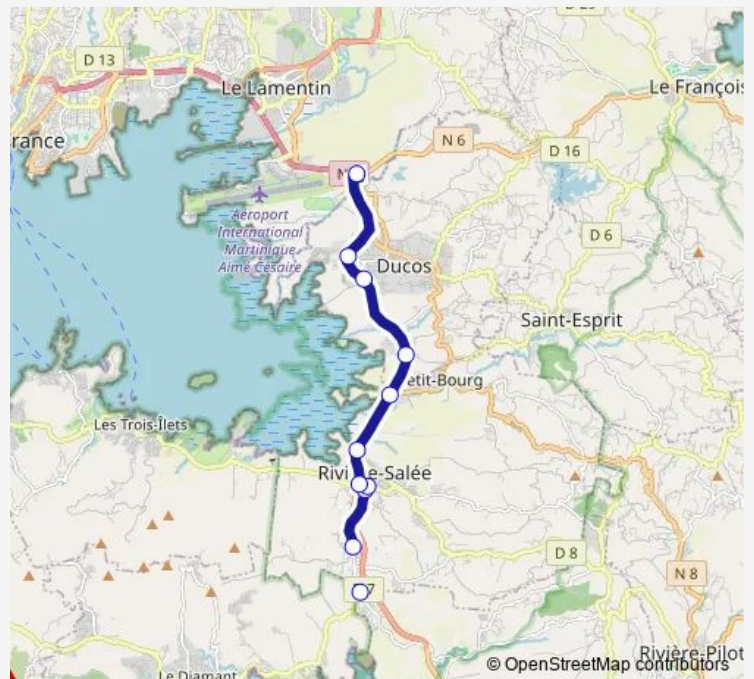 D 13
Le Lamentin
Le François
rance
N 6
D 16
Aéroport
International
Martinique
Aimé Césaire
D 6
Ducos
Saint-Esprit
etit-Bourg
Les Trois-Îlets
Rivi e-Salée
D 8
N 8
7
Rivière-Pilot
Le Diamant
© OpenStreetMap contributors